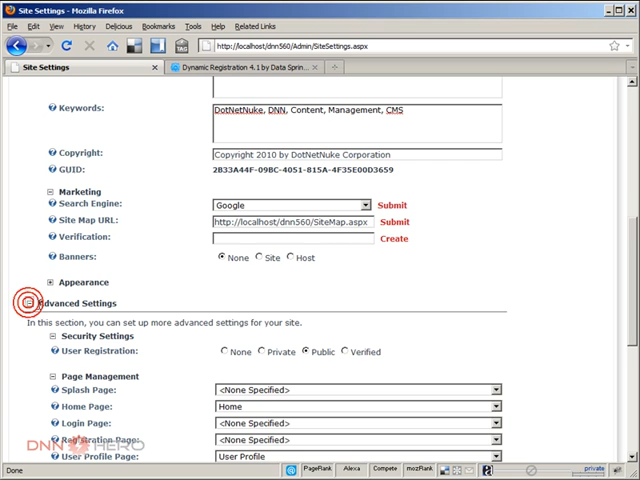 Site Settings - Mozilla Firefox
File Edit View History Delicious Bookmarks Tools Help Related Links
http://localhost/dnn560/Admin/SiteSettings.aspx
Site Settings Dynamic Registration 4.1 by Data Sprin...
Keywords: DotNetNuke, DNN, Content, Management, CMS
Copyright: Copyright 2010 by DotNetNuke Corporation
GUID: 2B33A44F-09BC-4051-815A-4F35E00D3659
Marketing
Search Engine: Google Submit
Site Map URL: http://localhost/dnn560/SiteMap.aspx Submit
Verification: Create
Banners: None Site Host
Appearance
Advanced Settings
In this section, you can set up more advanced settings for your site.
Security Settings
User Registration: None Private Public Verified
Page Management
Splash Page: <None Specified>
Home Page: Home
Login Page: <None Specified>
Registration Page: <None Specified>
User Profile Page: User Profile
DNN HERO
Done PageRank Alexa Compete mozRank private